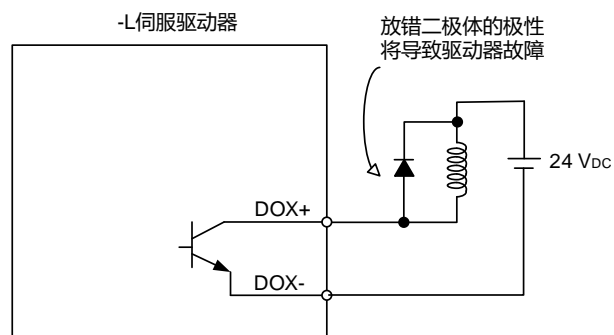 -L伺服驱动器
放错二极体的极性
将导致驱动器故障
24 VDC
DOX+
DOX-